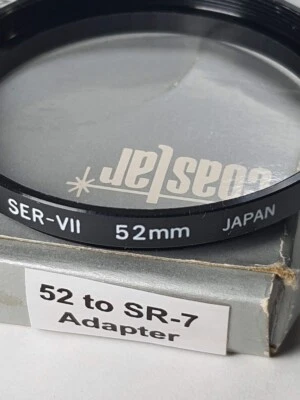 Coastar
SER-VII 52mm JAPAN
52 to SR-7
Adapter